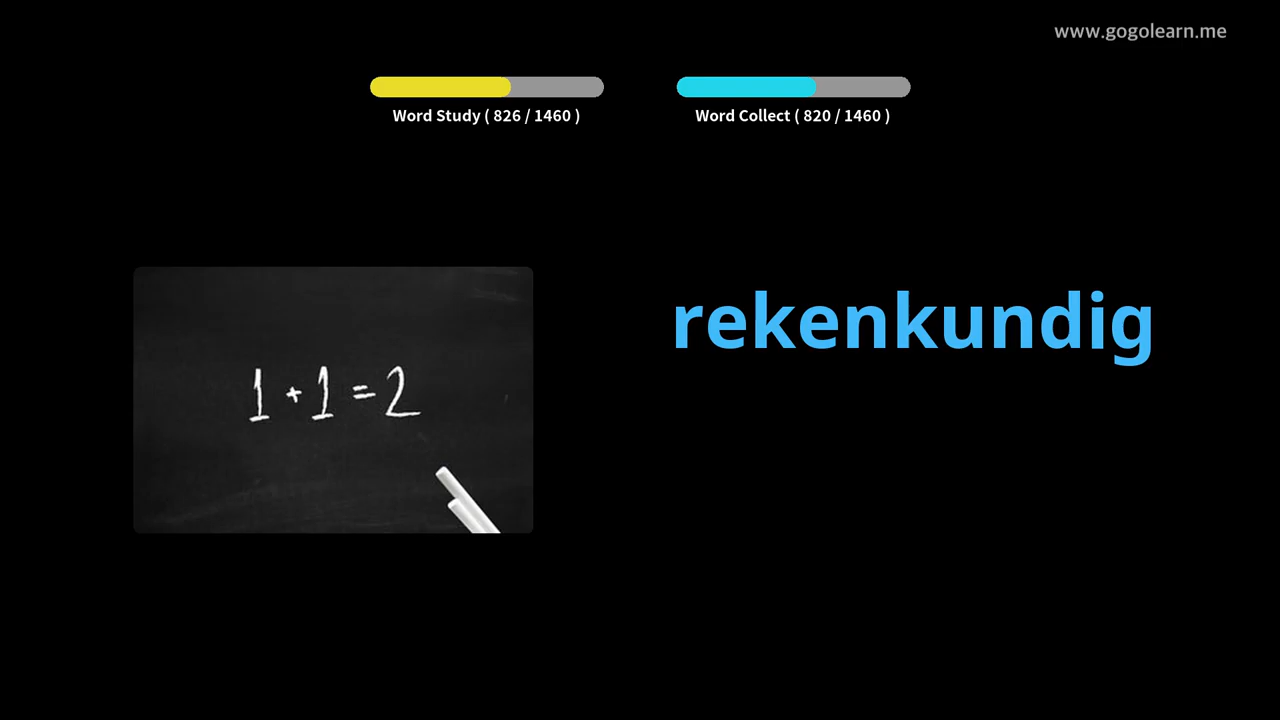 www.gogolearn.me
Word Study ( 826 / 1460 )
Word Collect ( 820 / 1460 )
rekenkundig
1 + 1 = 2